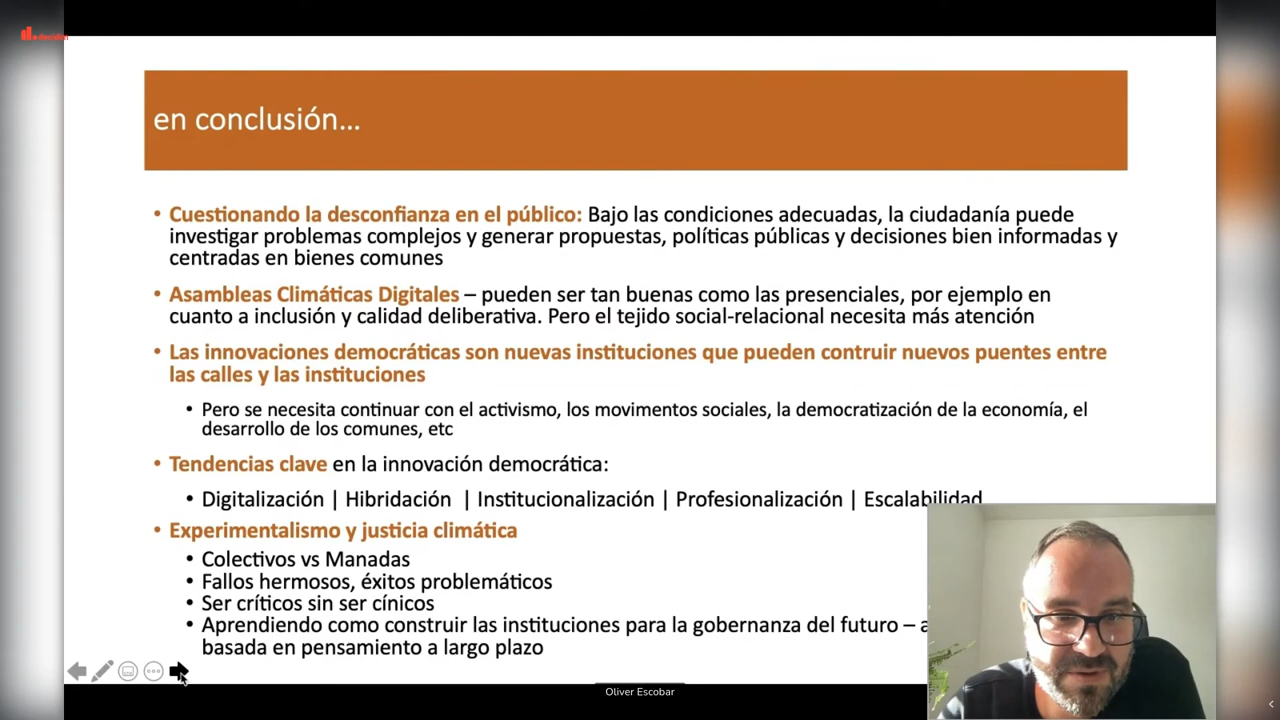 decidim
en conclusión…
• Cuestionando la desconfianza en el público: Bajo las condiciones adecuadas, la ciudadanía puede
investigar problemas complejos y generar propuestas, políticas públicas y decisiones bien informadas y
centradas en bienes comunes
• Asambleas Climáticas Digitales – pueden ser tan buenas como las presenciales, por ejemplo en
cuanto a inclusión y calidad deliberativa. Pero el tejido social-relacional necesita más atención
• Las innovaciones democráticas son nuevas instituciones que pueden contruir nuevos puentes entre
las calles y las instituciones
• Pero se necesita continuar con el activismo, los movimentos sociales, la democratización de la economía, el
desarrollo de los comunes, etc
• Tendencias clave en la innovación democrática:
• Digitalización | Hibridación | Institucionalización | Profesionalización | Escalabilidad
• Experimentalismo y justicia climática
• Colectivos vs Manadas
• Fallos hermosos, éxitos problemáticos
• Ser críticos sin ser cínicos
• Aprendiendo como construir las instituciones para la gobernanza del futuro –
basada en pensamiento a largo plazo
Oliver Escobar